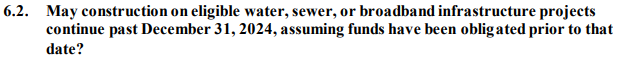 6.2. May construction on eligible water, sewer, or broadband infrastructure projects
continue past December 31, 2024, assuming funds have been obligated prior to that
date?